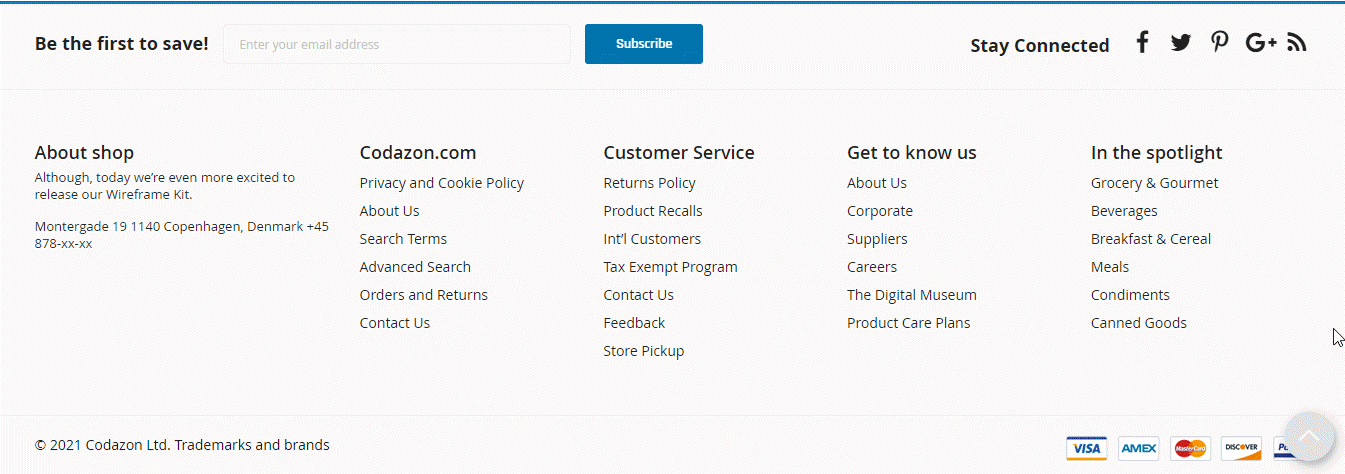 Be the first to save!
Enter your email address
Subscribe
Stay Connected
About shop
Although, today we’re even more excited to
release our Wireframe Kit.
Montergade 19 1140 Copenhagen, Denmark +45
878-xx-xx
Codazon.com
Privacy and Cookie Policy
About Us
Search Terms
Advanced Search
Orders and Returns
Contact Us
Customer Service
Returns Policy
Product Recalls
Int’l Customers
Tax Exempt Program
Contact Us
Feedback
Store Pickup
Get to know us
About Us
Corporate
Suppliers
Careers
The Digital Museum
Product Care Plans
In the spotlight
Grocery & Gourmet
Beverages
Breakfast & Cereal
Meals
Condiments
Canned Goods
© 2021 Codazon Ltd. Trademarks and brands
VISA
AMEX
MasterCard
DISCOVER